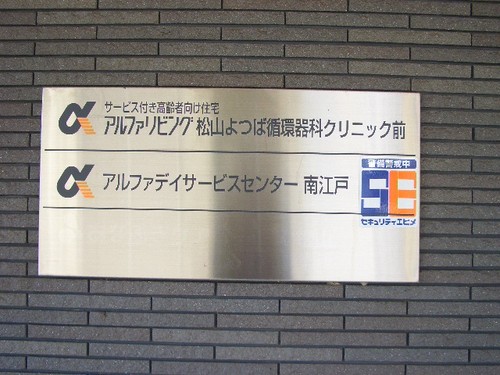 サービス付き高齢者向け住宅
アルファリビング 松山よつば循環器科クリニック前
アルファデイサービスセンター 南江戸
警備警戒中
SE
セキュリティエヒメ